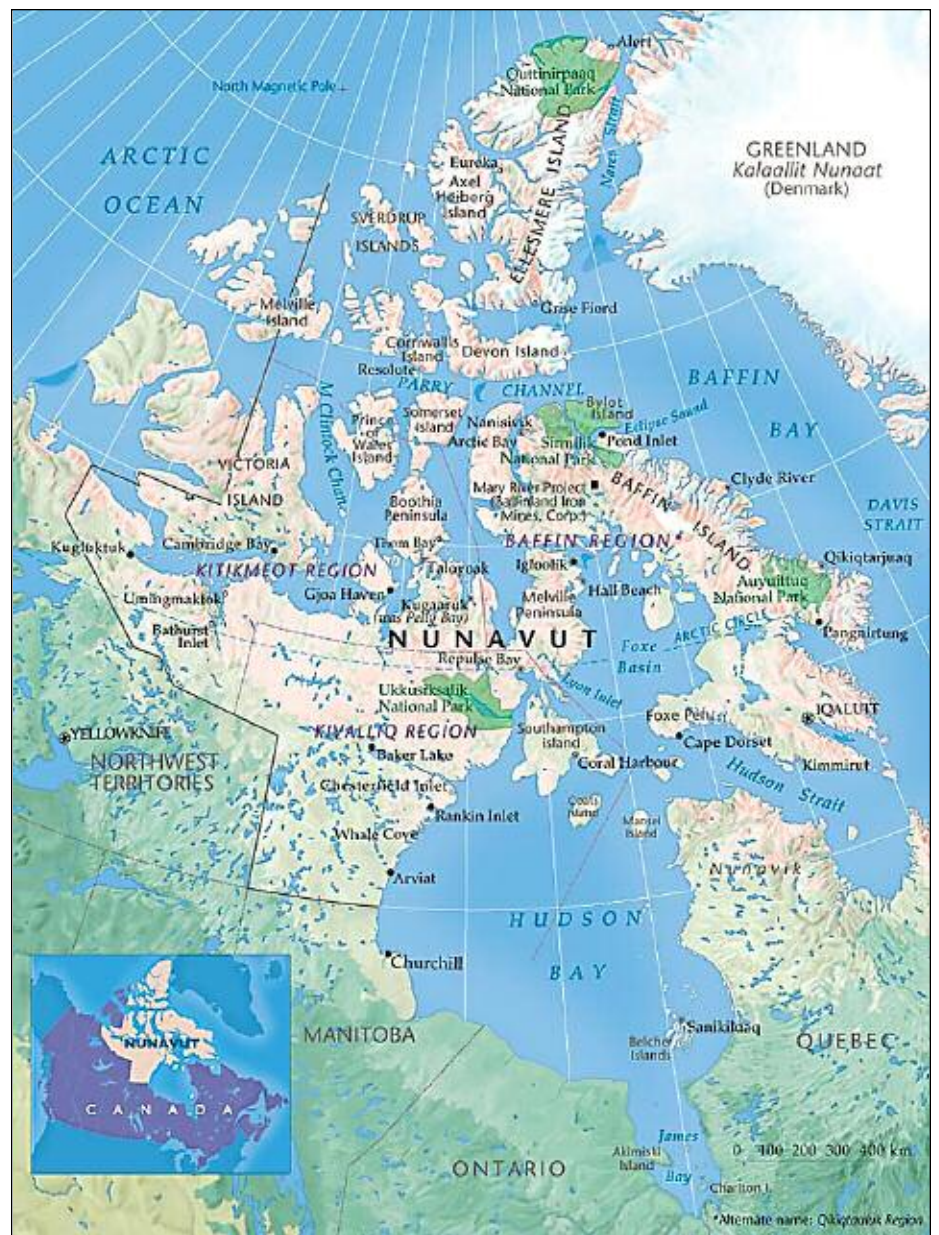 Alert
Quttinirpaaq
National Park
North Magnetic Pole
Nares Strait
ARCTIC
OCEAN
GREENLAND
Kalaallit Nunaat
(Denmark)
Eureka
Axel
Heiberg
Island
ELLESMERE ISLAND
SVERDRUP
ISLANDS
Melville
Island
Grise Fiord
Cornwallis
Island
Devon Island
Resolute
PARRY
CHANNEL
BAFFIN
BAY
M'Clintock Chan.
Prince
of
Wales
Island
Somerset
Island
Nanisivik
Arctic Bay
Bylot
Island
Eclipse Sound
Sirmilik
National Park
Pond Inlet
VICTORIA
ISLAND
Mary River Project
(Baffinland Iron
Mines, Corp.)
BAFFIN
ISLAND
Clyde River
DAVIS
STRAIT
Boothia
Peninsula
Kugluktuk
Cambridge Bay
Thom Bay
BAFFIN REGION
KITIKMEOT REGION
Taloyoak
Igloolik
Qikiqtarjuaq
Auyuittuq
National Park
Umingmaktok
Gjoa Haven
Kugaaruk
(was Pelly Bay)
Melville
Peninsula
Hall Beach
Bathurst
Inlet
NUNAVUT
ARCTIC CIRCLE
Pangnirtung
Repulse Bay
Foxe
Basin
Lyon Inlet
Ukkusiksalik
National Park
YELLOWKNIFE
KIVALLIQ REGION
Southampton
Island
Foxe Pen.
IQALUIT
Cape Dorset
NORTHWEST
TERRITORIES
Baker Lake
Coral Harbour
Kimmirut
Chesterfield Inlet
Hudson Strait
Rankin Inlet
Coats
Island
Mansel
Island
Whale Cove
Nunavik
Arviat
HUDSON
BAY
Churchill
MANITOBA
Sanikiluaq
Belcher
Islands
QUEBEC
NUNAVUT
CANADA
James
Bay
Akimiski
Island
0 100 200 300 400 km
ONTARIO
Charlton I.
*Alternate name: Qikiqtaaluk Region